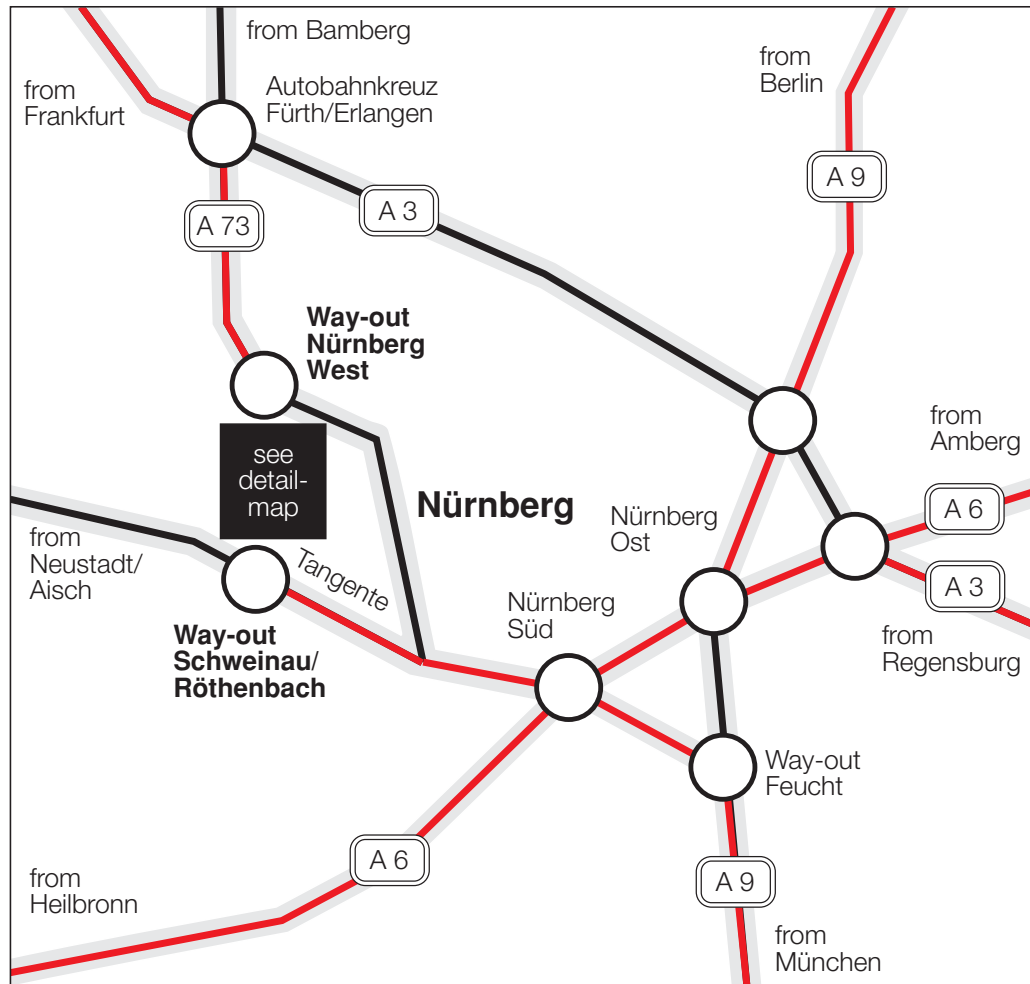 from Bamberg
from
Berlin
from
Frankfurt
Autobahnkreuz
Fürth/Erlangen
A 9
A 3
A 73
Way-out
Nürnberg
West
from
Amberg
see
detail-
map
Nürnberg
A 6
Nürnberg
Ost
from
Neustadt/
Aisch
Tangente
A 3
Nürnberg
Süd
Way-out
Schweinau/
Röthenbach
from
Regensburg
Way-out
Feucht
A 6
A 9
from
Heilbronn
from
München